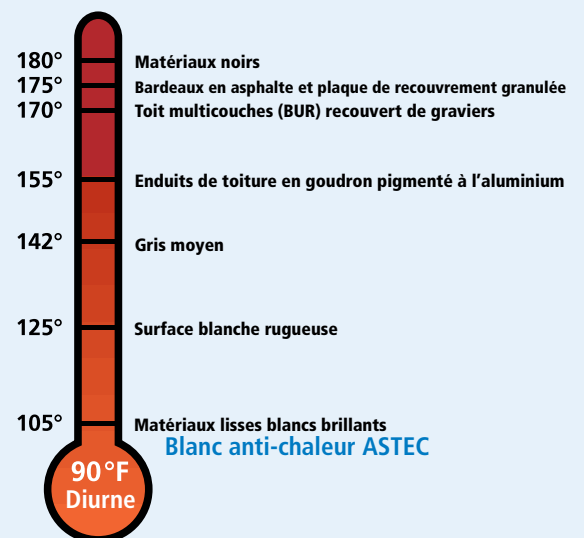 180° Matériaux noirs
175° Bardeaux en asphalte et plaque de recouvrement granulée
170° Toit multicouches (BUR) recouvert de graviers
155° Enduits de toiture en goudron pigmenté à l’aluminium
142° Gris moyen
125° Surface blanche rugueuse
105° Matériaux lisses blancs brillants
Blanc anti-chaleur ASTEC
90°F
Diurne